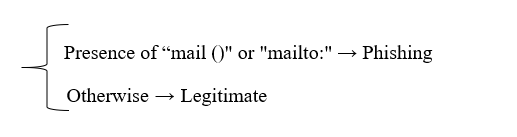 Presence of “mail ()" or "mailto:" → Phishing
Otherwise → Legitimate